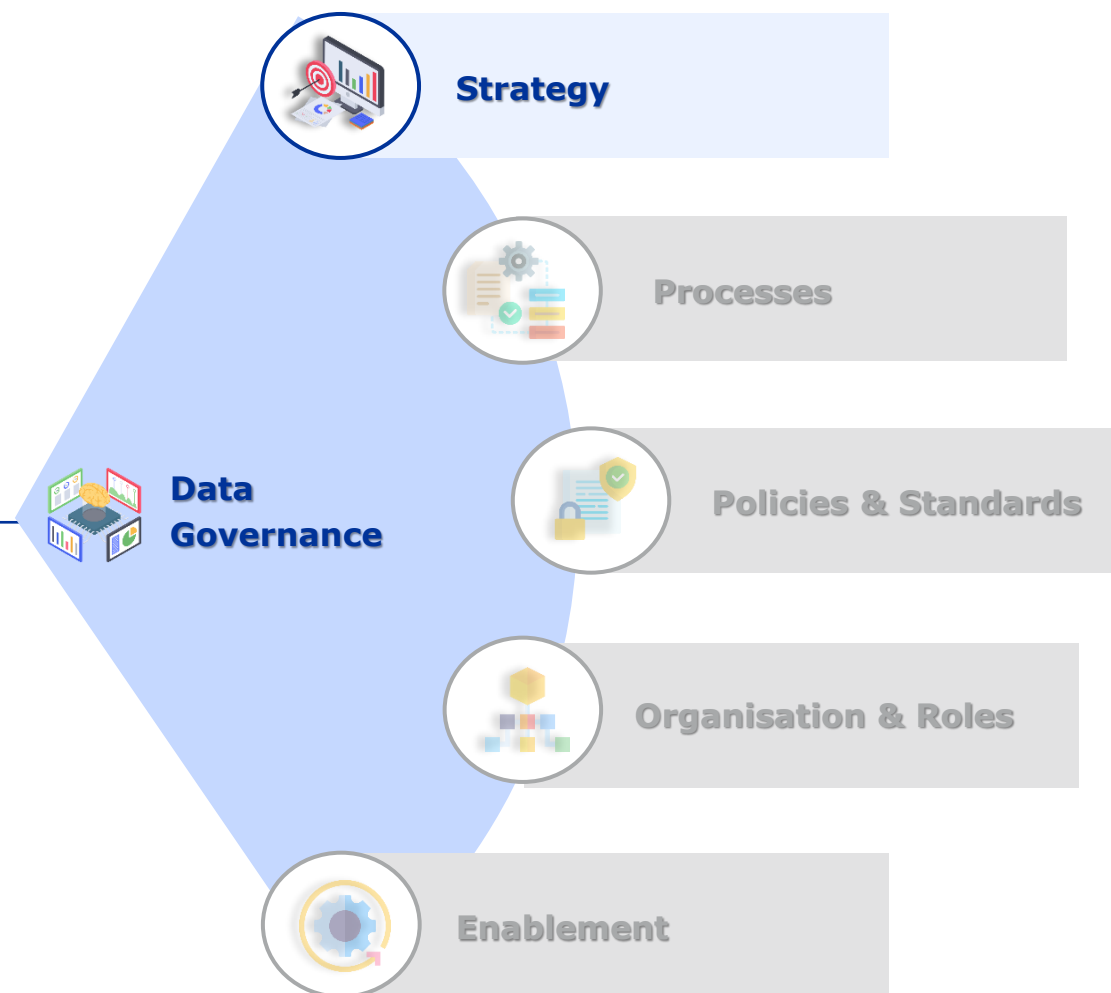 Strategy
Processes
Data
Governance
Policies & Standards
Organisation & Roles
Enablement